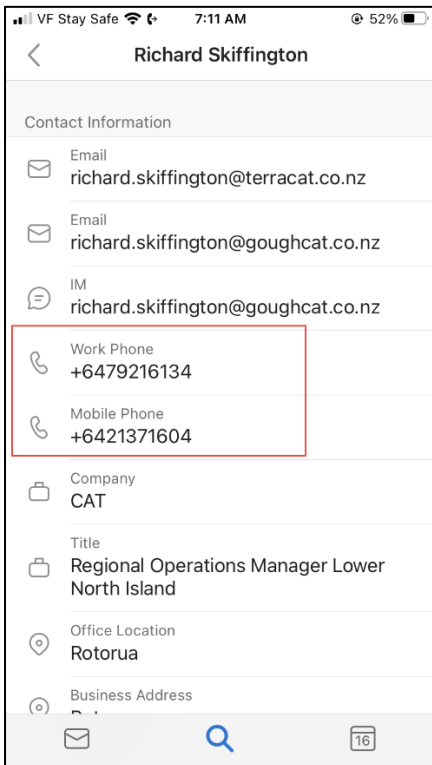 VF Stay Safe 7:11 AM 52%
Richard Skiffington
Contact Information
Email
richard.skiffington@terracat.co.nz
Email
richard.skiffington@goughcat.co.nz
IM
richard.skiffington@goughcat.co.nz
Work Phone
+6479216134
Mobile Phone
+6421371604
Company
CAT
Title
Regional Operations Manager Lower
North Island
Office Location
Rotorua
Business Address
16